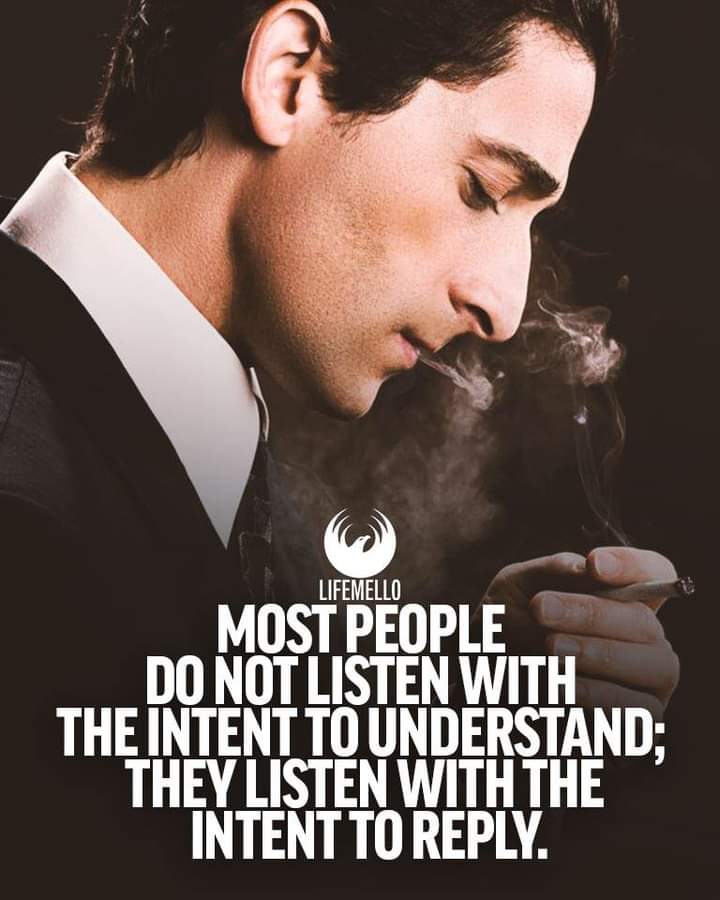 LIFEMELLO
MOST PEOPLE
DO NOT LISTEN WITH
THE INTENT TO UNDERSTAND;
THEY LISTEN WITH THE
INTENT TO REPLY.